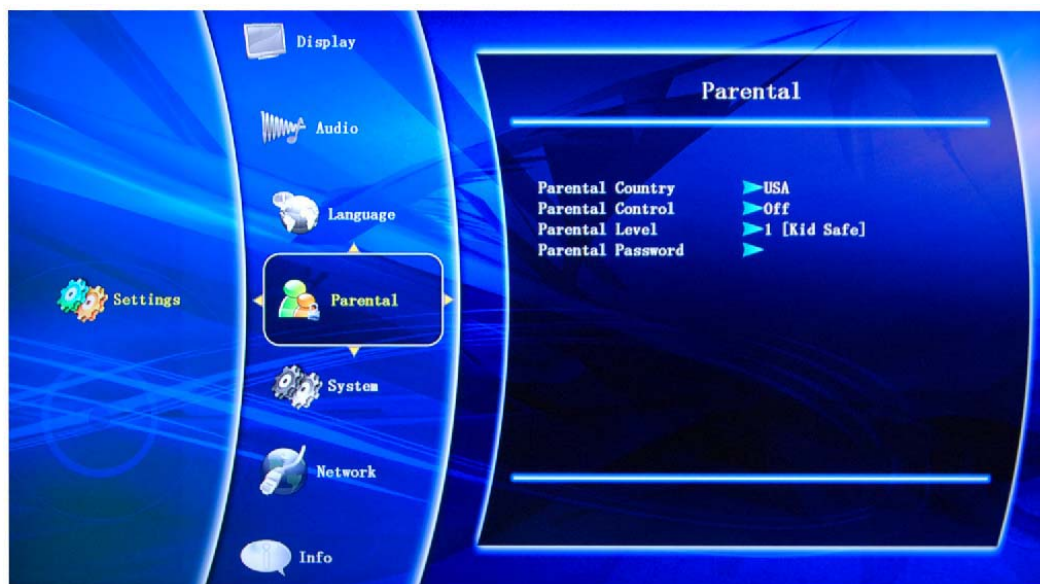 Settings
Display
Audio
Language
Parental
System
Network
Info
Parental
Parental Country USA
Parental Control Off
Parental Level 1 [Kid Safe]
Parental Password